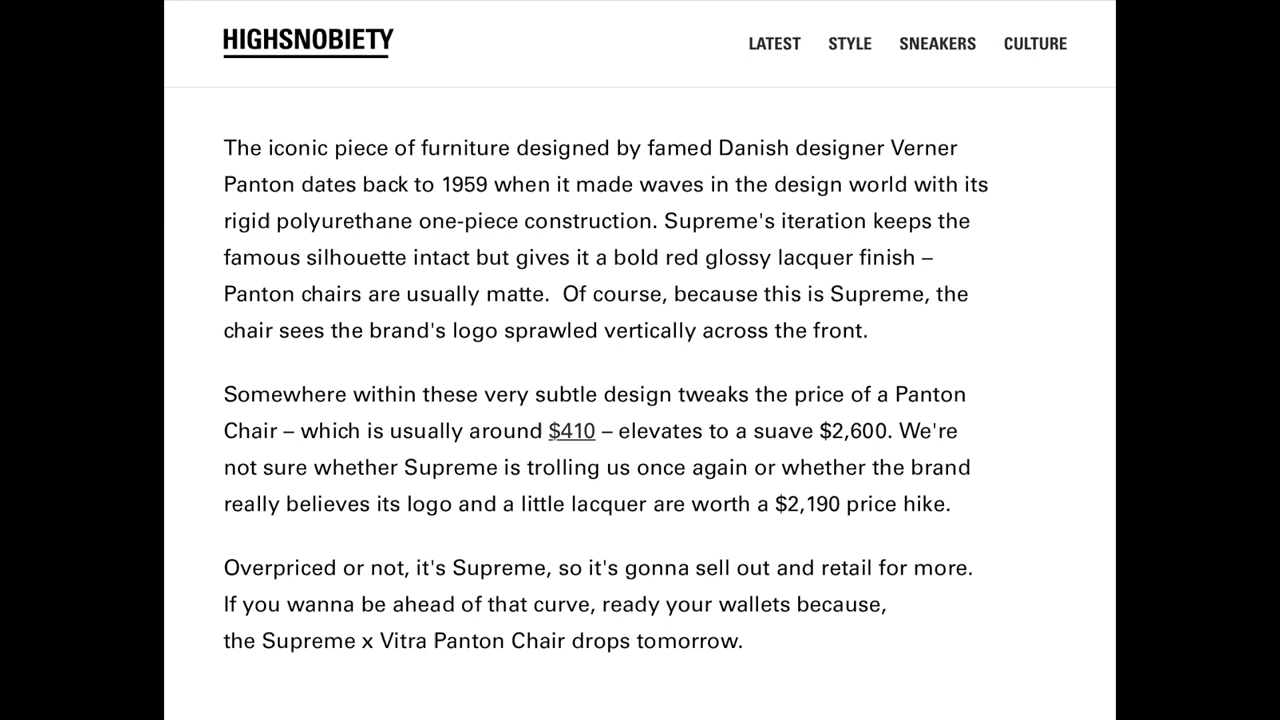 HIGHSNOBIETY
LATEST STYLE SNEAKERS CULTURE
The iconic piece of furniture designed by famed Danish designer Verner
Panton dates back to 1959 when it made waves in the design world with its
rigid polyurethane one-piece construction. Supreme's iteration keeps the
famous silhouette intact but gives it a bold red glossy lacquer finish –
Panton chairs are usually matte.  Of course, because this is Supreme, the
chair sees the brand's logo sprawled vertically across the front.
Somewhere within these very subtle design tweaks the price of a Panton
Chair – which is usually around $410 – elevates to a suave $2,600. We're
not sure whether Supreme is trolling us once again or whether the brand
really believes its logo and a little lacquer are worth a $2,190 price hike.
Overpriced or not, it's Supreme, so it's gonna sell out and retail for more.
If you wanna be ahead of that curve, ready your wallets because,
the Supreme x Vitra Panton Chair drops tomorrow.